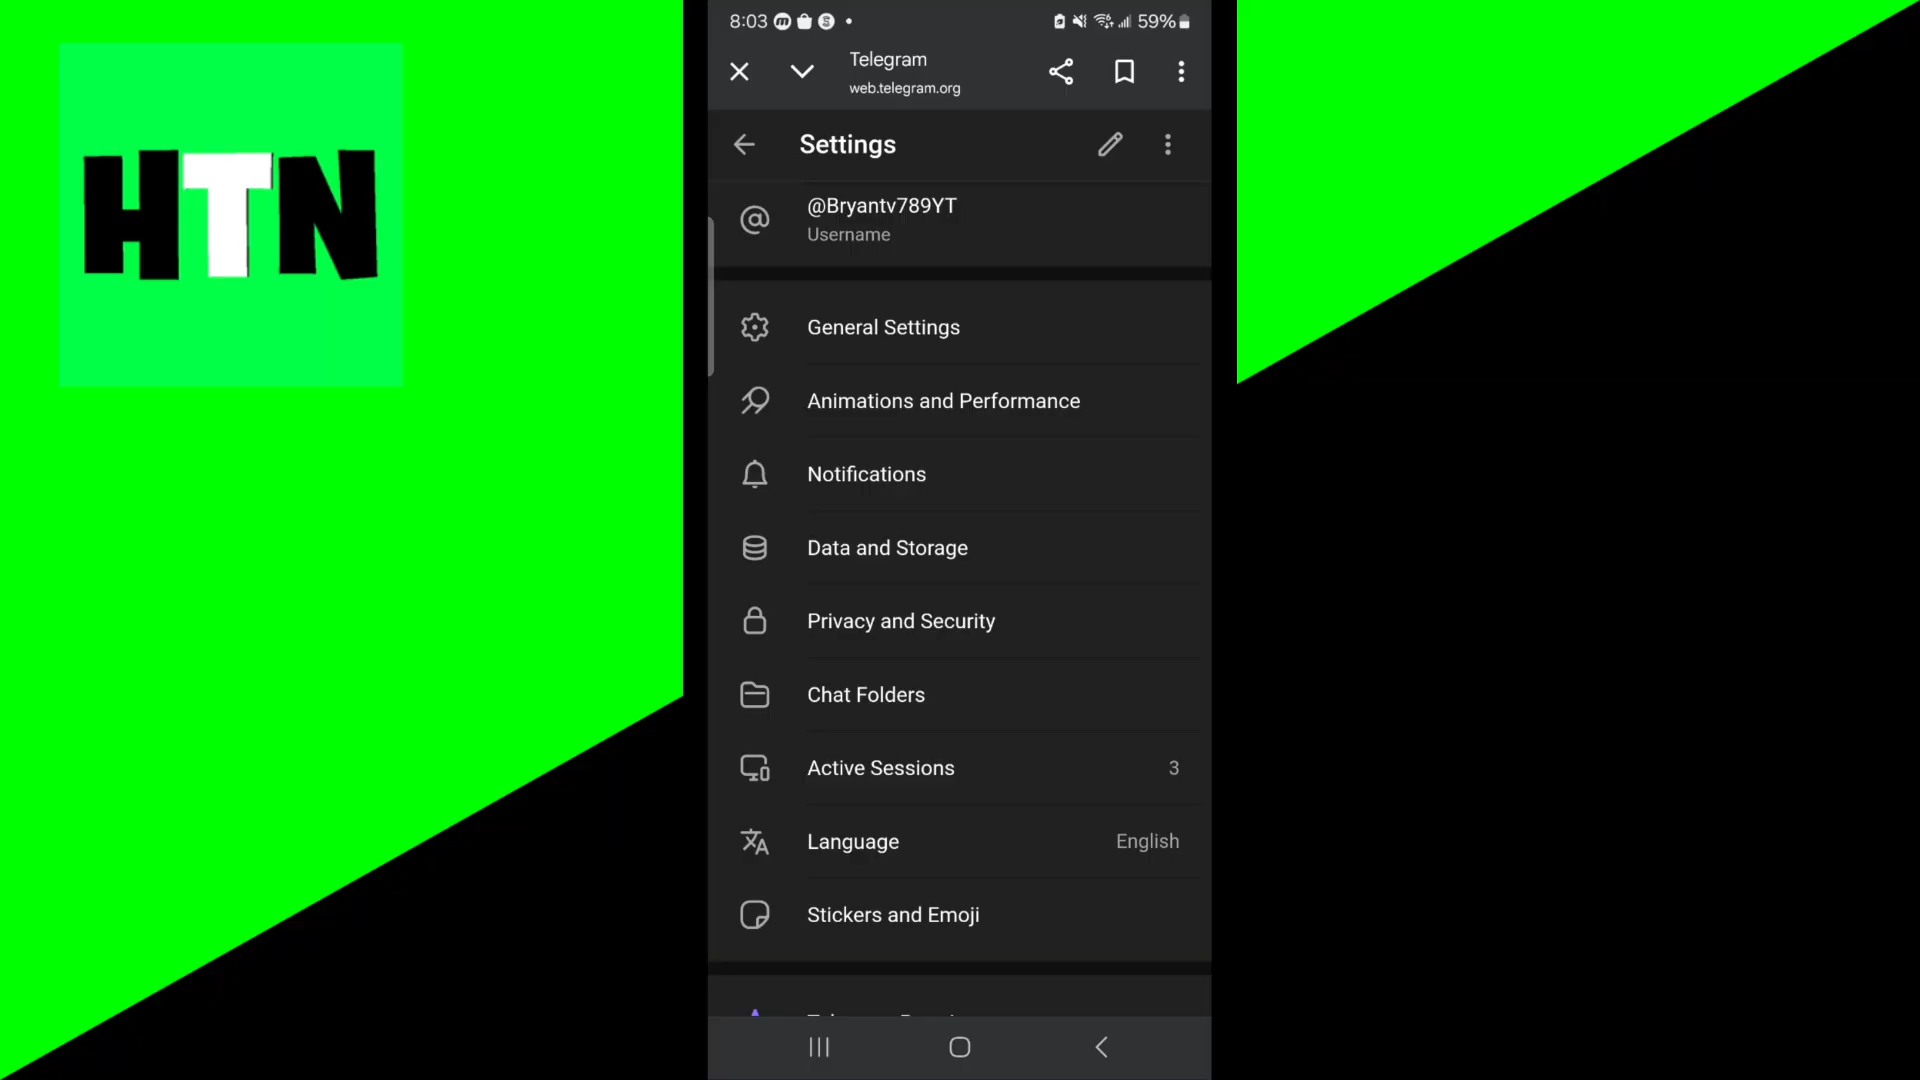 HTN
8:03
59%
Telegram
web.telegram.org
Settings
@Bryantv789YT
Username
General Settings
Animations and Performance
Notifications
Data and Storage
Privacy and Security
Chat Folders
Active Sessions 3
Language English
Stickers and Emoji